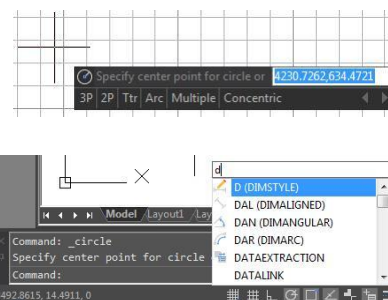 Specify center point for circle or 4230.7262,634.4721
3P 2P Ttr Arc Multiple Concentric
d
D (DIMSTYLE)
DAL (DIMALIGNED)
DAN (DIMANGULAR)
DAR (DIMARC)
DATAEXTRACTION
DATALINK
Model Layout1 Lay
Command: _circle
Specify center point for circle
Command:
492.8615, 14.4911, 0